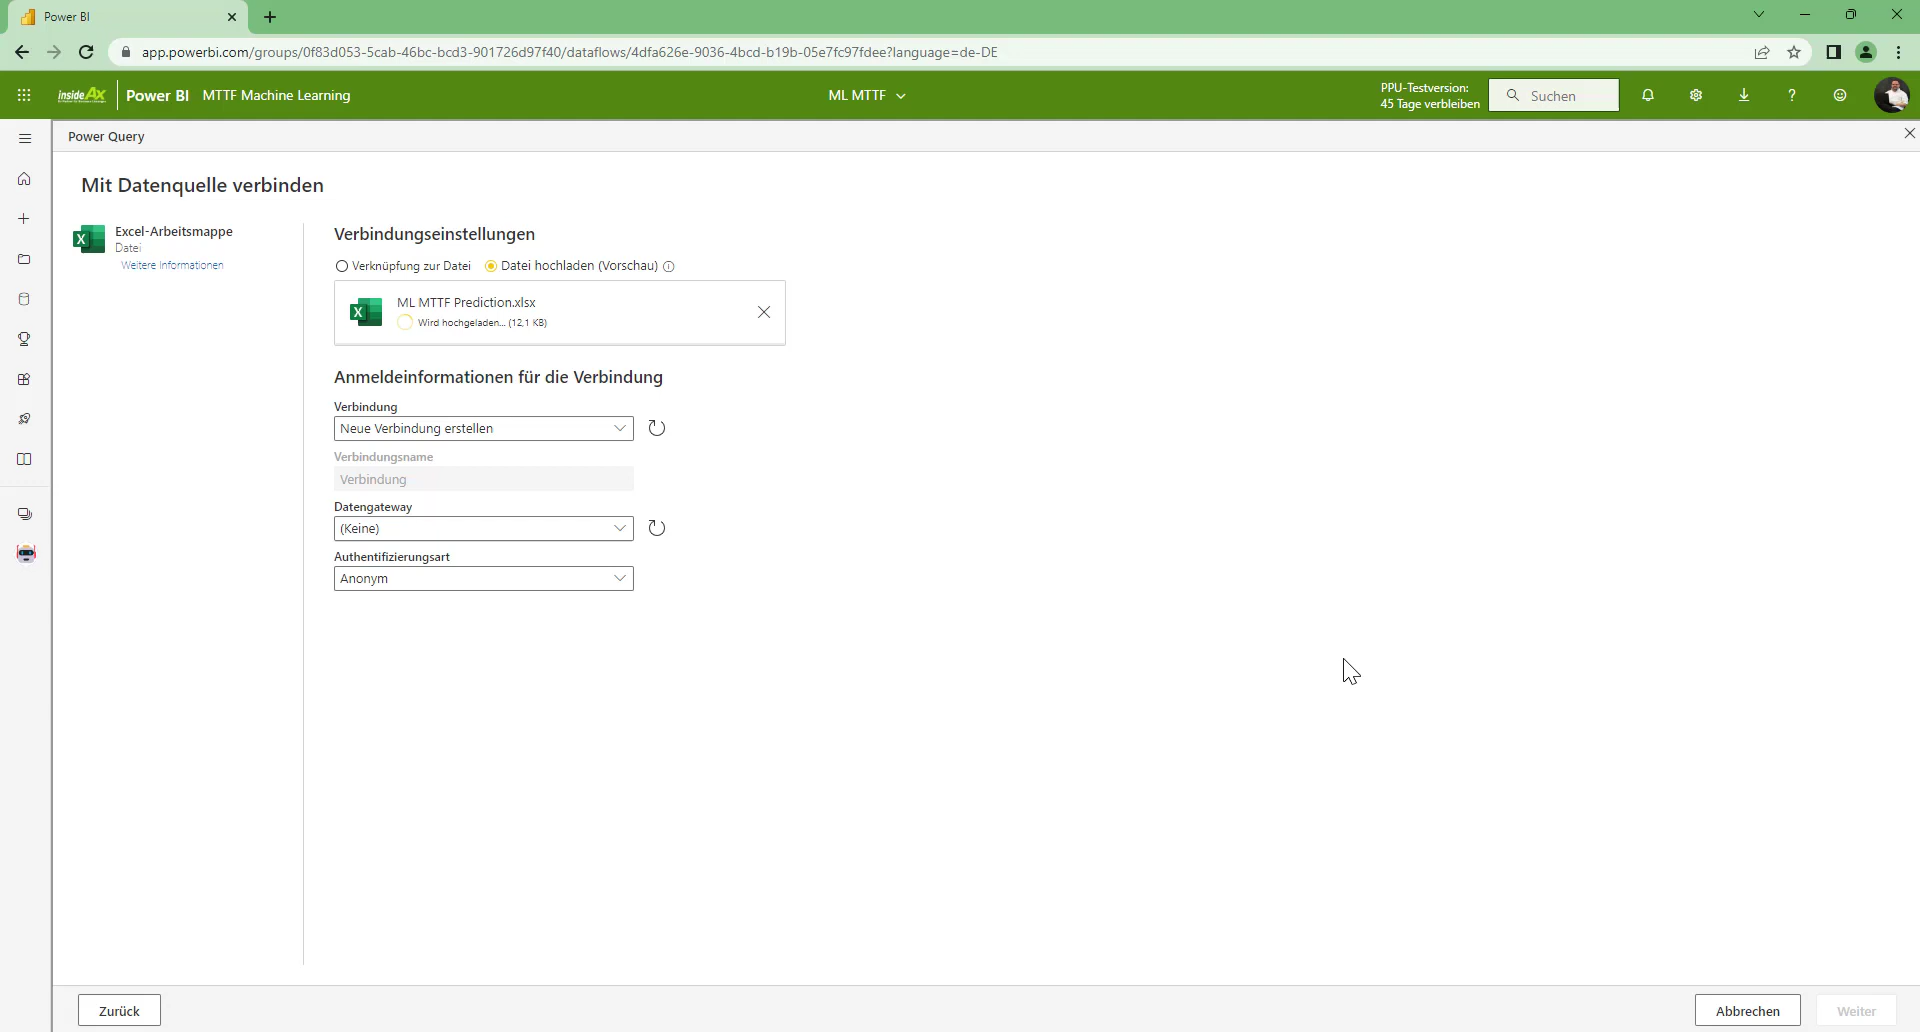 Power BI
app.powerbi.com/groups/0f83d053-5cab-46bc-bcd3-901726d97f40/dataflows/4dfa626e-9036-4bcd-b19b-05e7fc97fdee?language=de-DE
insideAx
Power BI
MTTF Machine Learning
ML MTTF
PPU-Testversion:
45 Tage verbleiben
Suchen
Power Query
Mit Datenquelle verbinden
Excel-Arbeitsmappe
Datei
Weitere Informationen
Verbindungseinstellungen
Verknüpfung zur Datei
Datei hochladen (Vorschau)
ML MTTF Prediction.xlsx
Wird hochgeladen... (12,1 KB)
Anmeldeinformationen für die Verbindung
Verbindung
Neue Verbindung erstellen
Verbindungsname
Verbindung
Datengateway
(Keine)
Authentifizierungsart
Anonym
Zurück
Abbrechen
Weiter